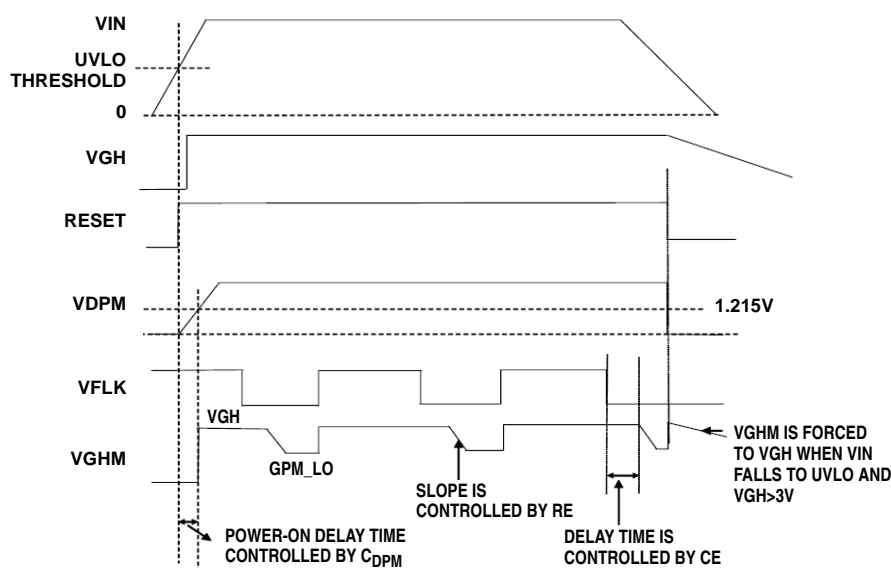 VIN
UVLO
THRESHOLD
0
VGH
RESET
VDPM
1.215V
VFLK
VGH
VGHM
GPM_LO
VGHM IS FORCED
TO VGH WHEN VIN
FALLS TO UVLO AND
VGH>3V
SLOPE IS
CONTROLLED BY RE
POWER-ON DELAY TIME
CONTROLLED BY CDPM
DELAY TIME IS
CONTROLLED BY CE